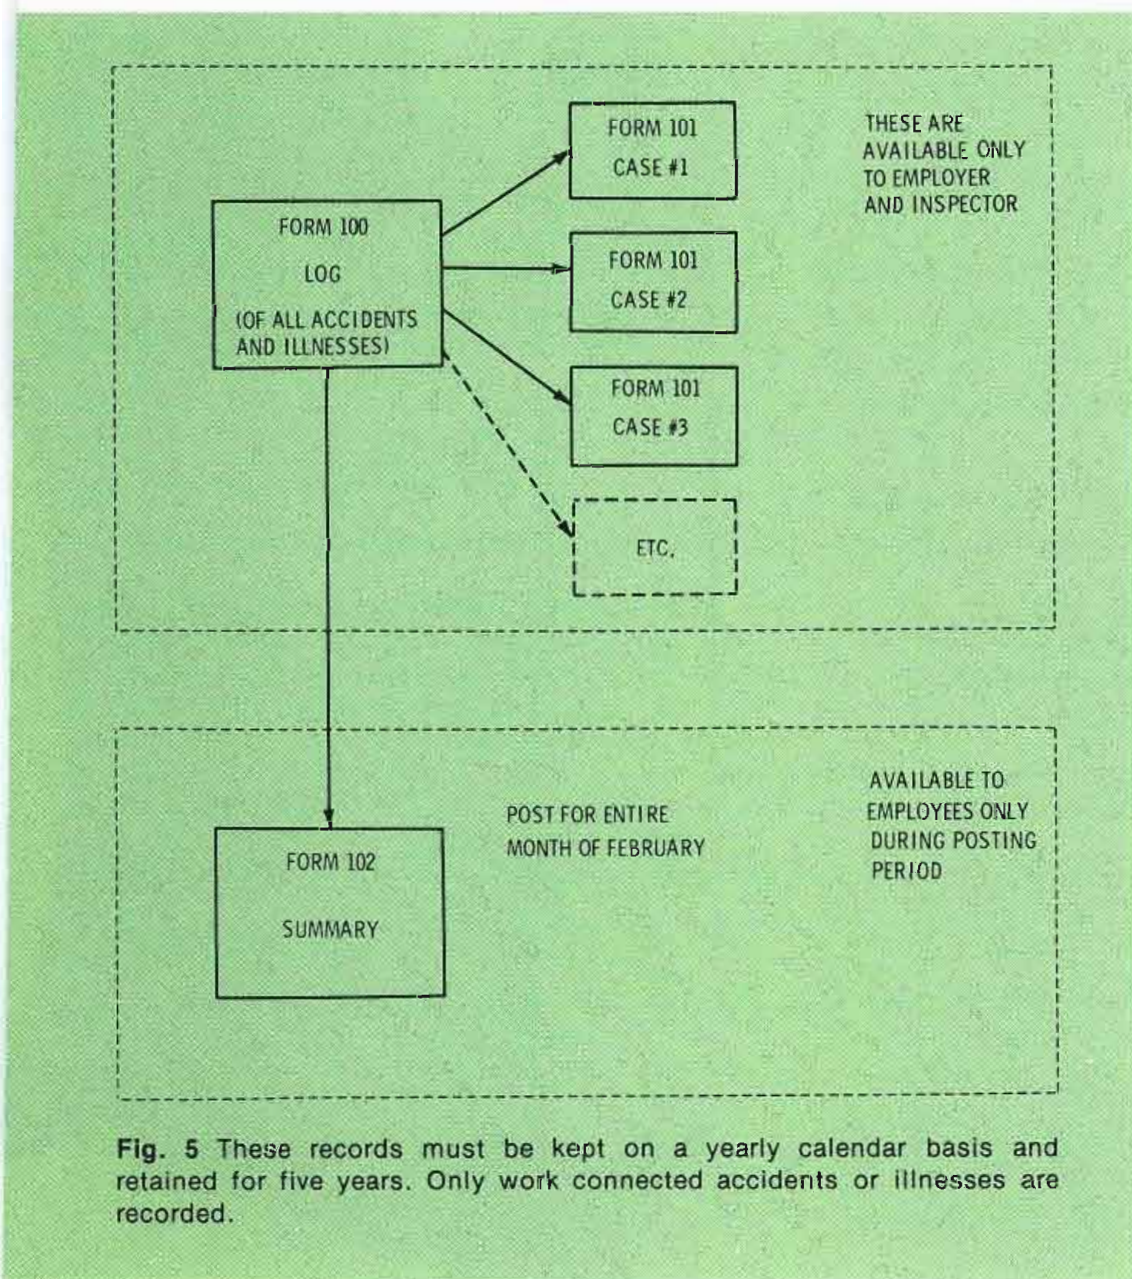 FORM 101
CASE #1
THESE ARE
AVAILABLE ONLY
TO EMPLOYER
AND INSPECTOR
FORM 100
LOG
(OF ALL ACCIDENTS
AND ILLNESSES)
FORM 101
CASE #2
FORM 101
CASE #3
ETC.
POST FOR ENTIRE
MONTH OF FEBRUARY
AVAILABLE TO
EMPLOYEES ONLY
DURING POSTING
PERIOD
FORM 102
SUMMARY
Fig. 5 These records must be kept on a yearly calendar basis and
retained for five years. Only work connected accidents or illnesses are
recorded.